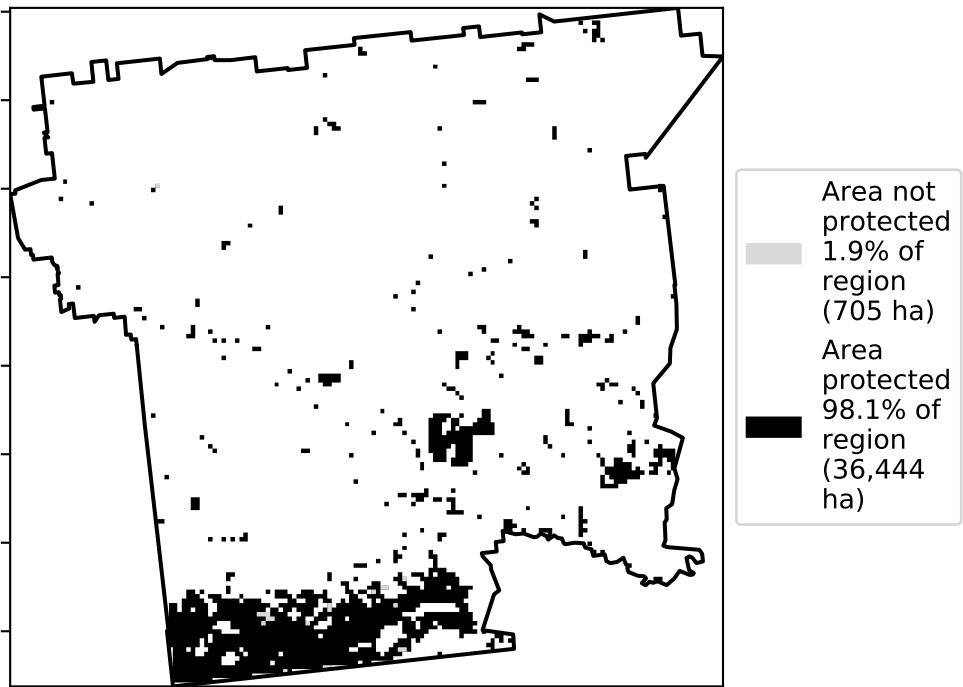 Area not
protected
1.9% of
region
(705 ha)
Area
protected
98.1% of
region
(36,444
ha)